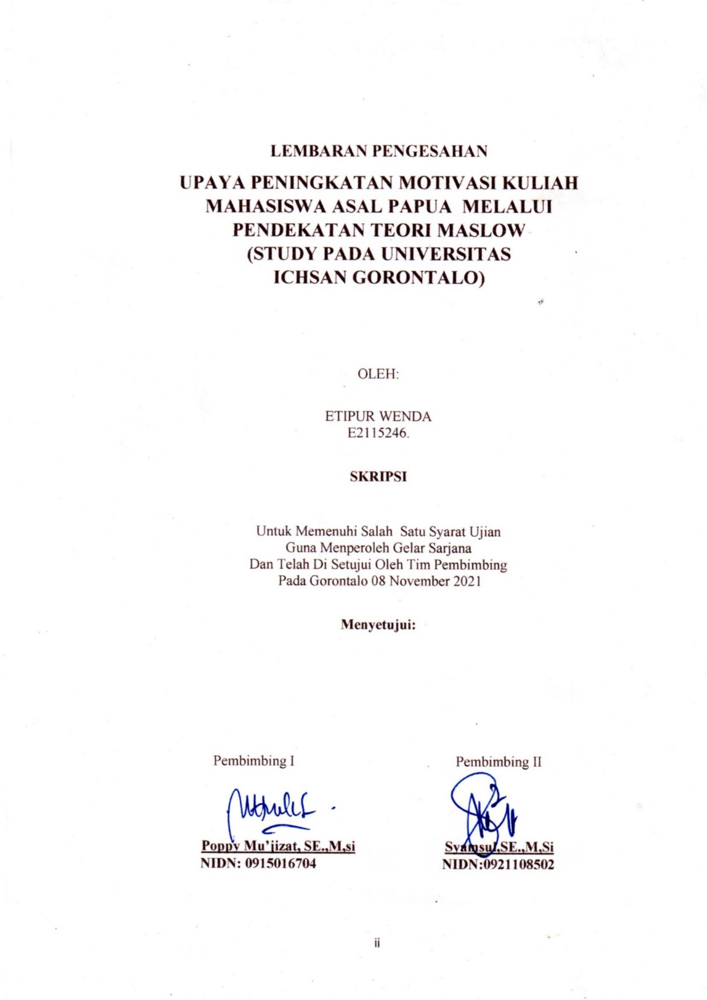 LEMBARAN PENGESAHAN
UPAYA PENINGKATAN MOTIVASI KULIAH
MAHASISWA ASAL PAPUA MELALUI
PENDEKATAN TEORI MASLOW
(STUDY PADA UNIVERSITAS
ICHSAN GORONTALO)
OLEH:
ETIPUR WENDA
E2115246.
SKRIPSI
Untuk Memenuhi Salah Satu Syarat Ujian
Guna Menperoleh Gelar Sarjana
Dan Telah Di Setujui Oleh Tim Pembimbing
Pada Gorontalo 08 November 2021
Menyetujui:
Pembimbing I
Pembimbing II
Poppy Mu’jizat, SE.,M,si
Syamsul,SE.,M,Si
NIDN: 0915016704
NIDN:0921108502
ii